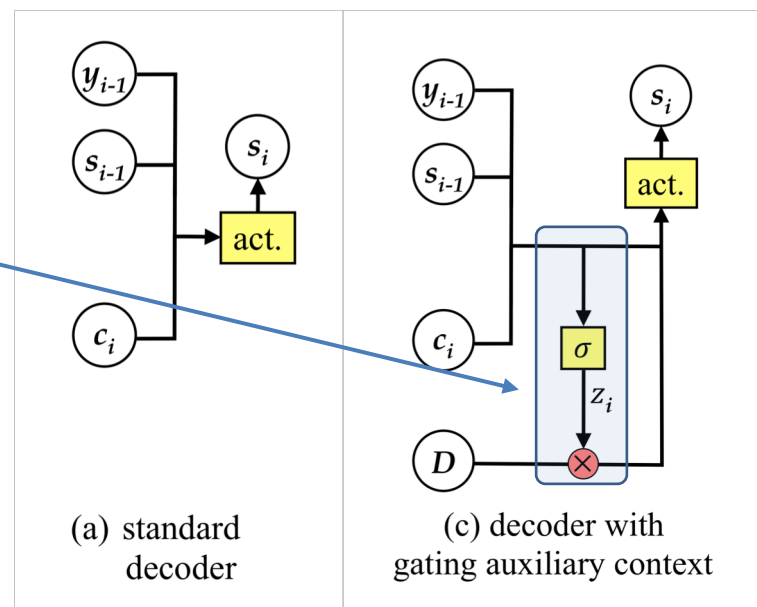 y_{i-1}
s_{i-1}
s_i
act.
c_i
(a) standard
decoder
y_{i-1}
s_{i-1}
s_i
act.
c_i
σ
z_i
D
(c) decoder with
gating auxiliary context